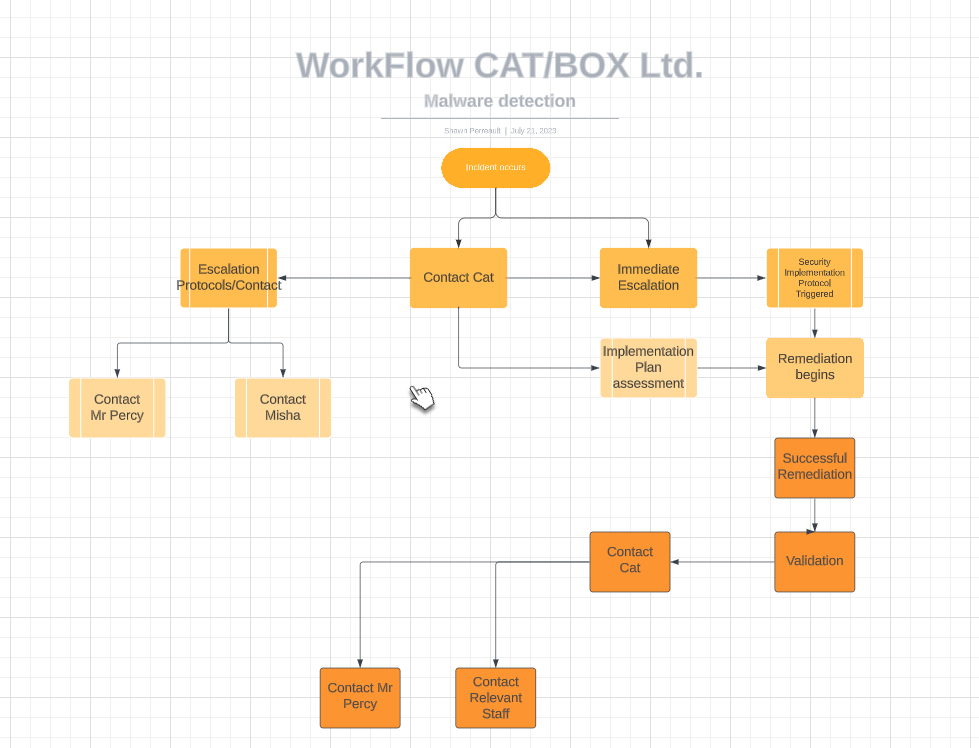 WorkFlow CAT/BOX Ltd.
Malware detection
Shawn Perreault | July 21, 2023
Incident occurs
Escalation
Protocols/Contact
Contact Cat
Immediate
Escalation
Security
Implementation
Protocol
Triggered
Implementation
Plan
assessment
Remediation
begins
Contact
Mr Percy
Contact
Misha
Successful
Remediation
Contact
Cat
Validation
Contact Mr
Percy
Contact
Relevant
Staff